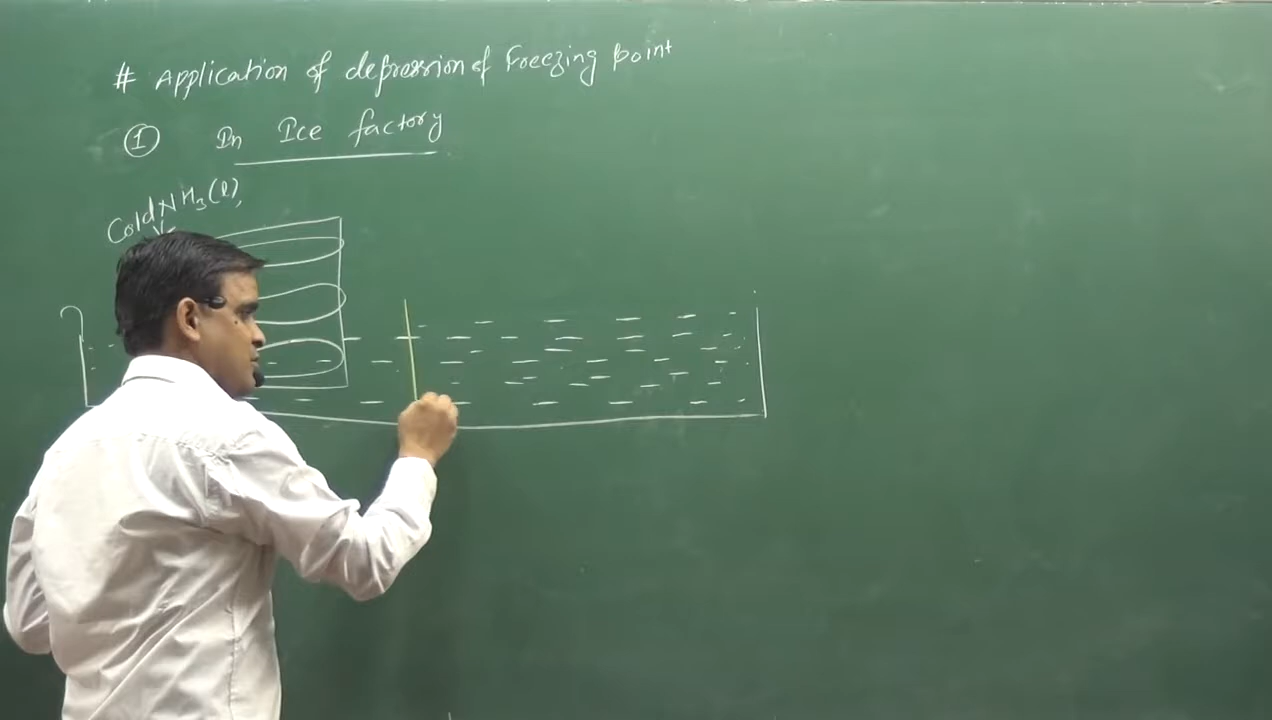 # Application of depression of Freezing point
① In Ice factory
Cold NH3(l)